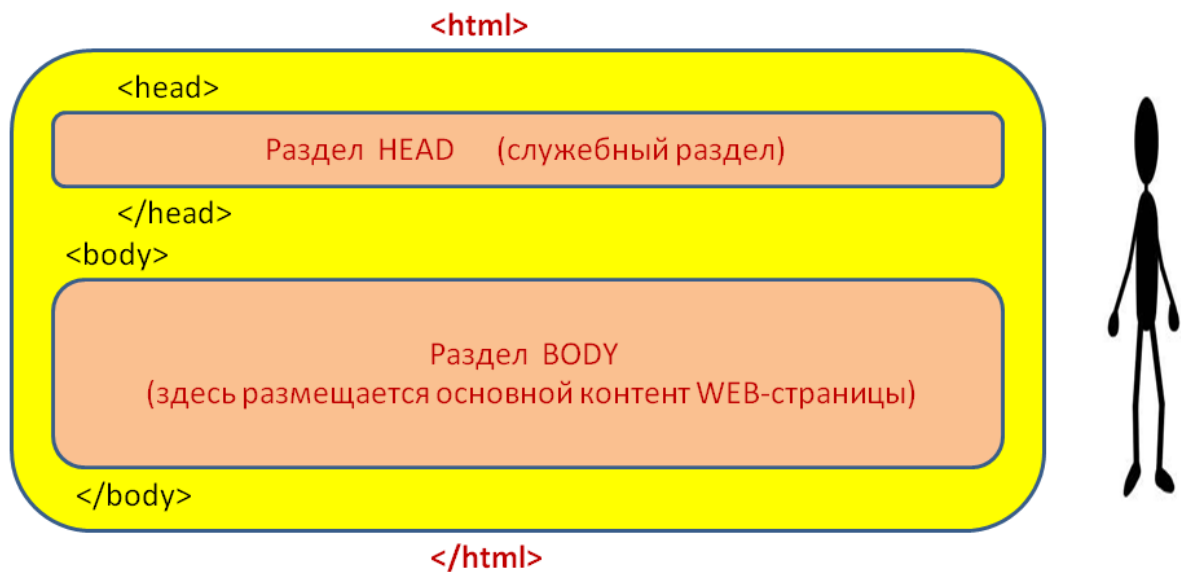 <html>
<head>
Раздел HEAD (служебный раздел)
</head>
<body>
Раздел BODY
(здесь размещается основной контент WEB-страницы)
</body>
</html>